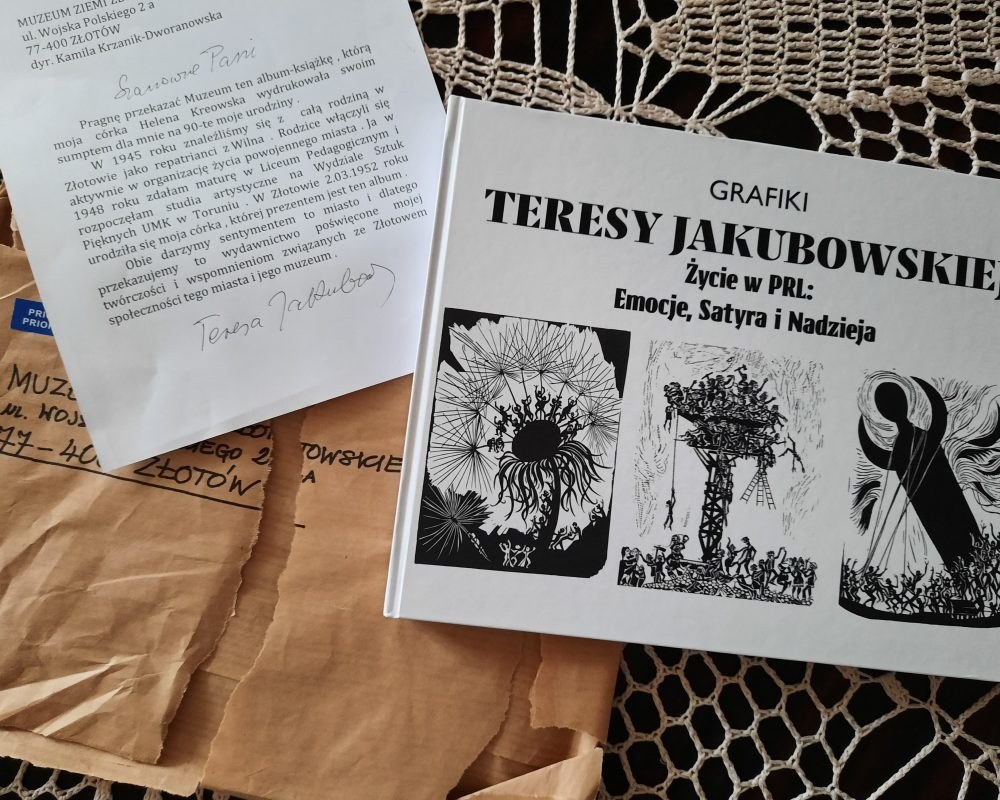 MUZEUM ZIEMI
ul. Wojska Polskiego 2 a
77-400 ZŁOTÓW
dyr. Kamila Krzanik-Dworanowska
Szanowna Pani
Pragnę przekazać Muzeum ten album-książkę , którą
moja córka Helena Kreowska wydrukowała swoim
sumptem dla mnie na 90-te moje urodziny .
W 1945 roku znaleźliśmy się z całą rodziną w
Złotowie jako repatrianci z Wilna . Rodzice włączyli się
aktywnie w organizację życia powojennego miasta . Ja w
1948 roku zdałam maturę w Liceum Pedagogicznym i
rozpoczęłam studia artystyczne na Wydziale Sztuk
Pięknych UMK w Toruniu . W Złotowie 2.03.1952 roku
urodziła się moja córka , której prezentem jest ten album .
Obie darzymy sentymentem to miasto i dlatego
przekazujemy to wydawnictwo poświęcone mojej
twórczości i wspomnieniom związanych ze Złotowem
społeczności tego miasta i jego muzeum .
Teresa Jakubowska
GRAFIKI
TERESY JAKUBOWSKIEJ
Życie w PRL:
Emocje, Satyra i Nadzieja
PRI
PRIO
MUZE
ul. WOJS
77-400 ZŁOTÓW